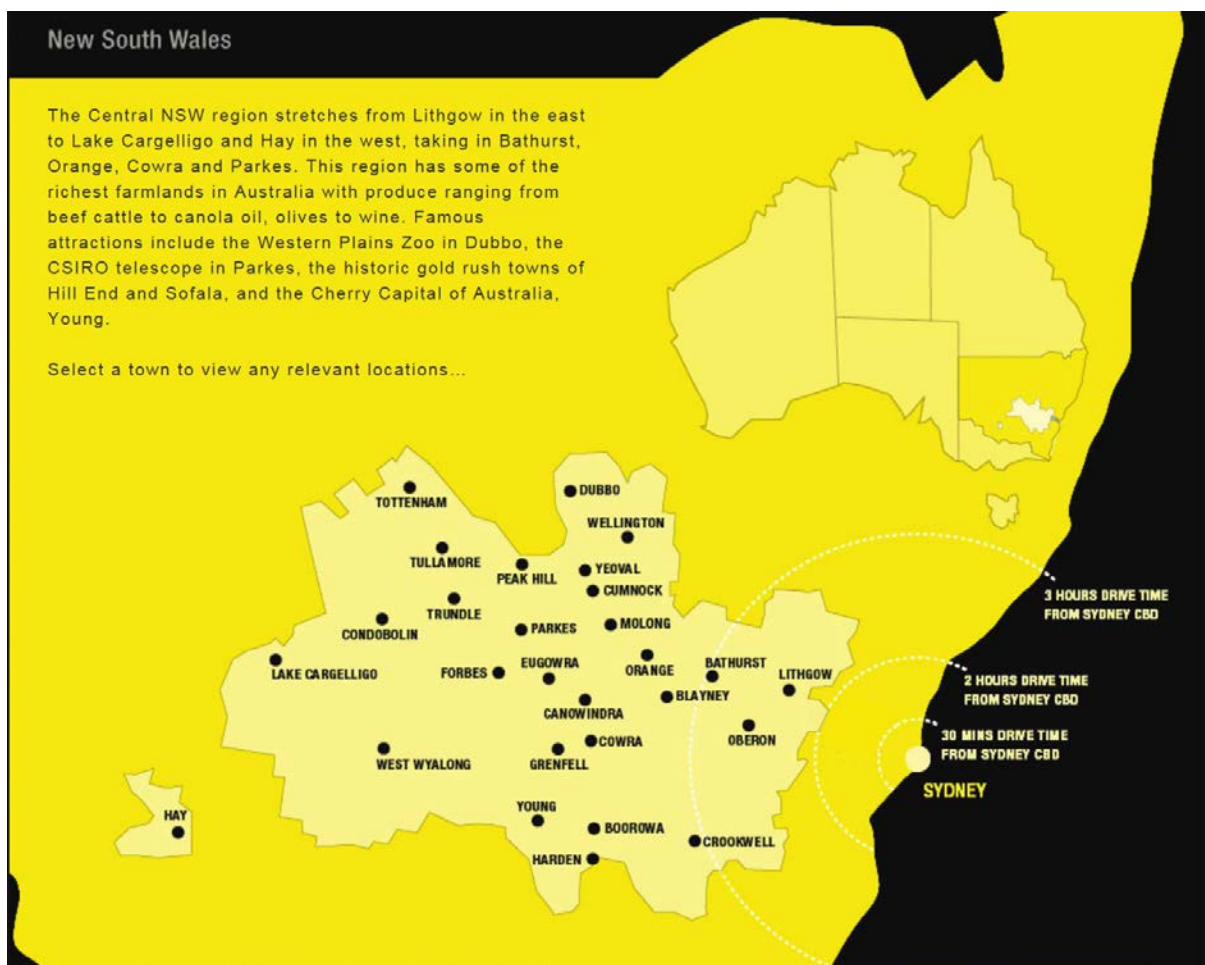 New South Wales
The Central NSW region stretches from Lithgow in the east
to Lake Cargelligo and Hay in the west, taking in Bathurst,
Orange, Cowra and Parkes. This region has some of the
richest farmlands in Australia with produce ranging from
beef cattle to canola oil, olives to wine. Famous
attractions include the Western Plains Zoo in Dubbo, the
CSIRO telescope in Parkes, the historic gold rush towns of
Hill End and Sofala, and the Cherry Capital of Australia,
Young.
Select a town to view any relevant locations...
TOTTENHAM
DUBBO
WELLINGTON
TULLAMORE
PEAK HILL
YEOVAL
CUMNOCK
TRUNDLE
CONDOBOLIN
PARKES
MOLONG
3 HOURS DRIVE TIME
FROM SYDNEY CBD
LAKE CARGELLIGO
FORBES
EUGOWRA
ORANGE
BATHURST
LITHGOW
2 HOURS DRIVE TIME
FROM SYDNEY CBD
BLAYNEY
CANOWINDRA
COWRA
OBERON
30 MINS DRIVE TIME
FROM SYDNEY CBD
WEST WYALONG
GRENFELL
SYDNEY
HAY
YOUNG
BOOROWA
CROOKWELL
HARDEN